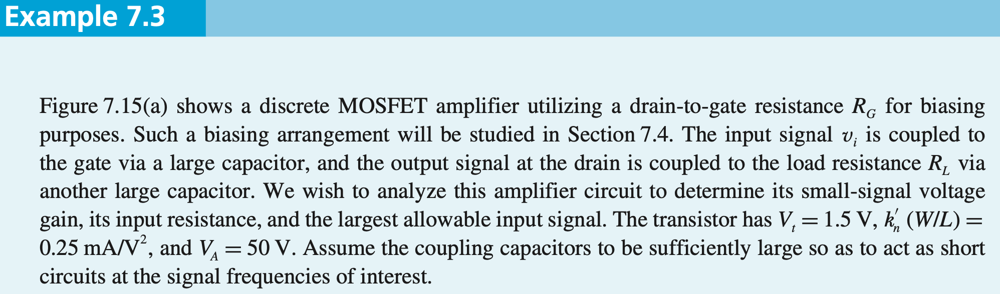 Example 7.3
Figure 7.15(a) shows a discrete MOSFET amplifier utilizing a drain-to-gate resistance R_G for biasing
purposes. Such a biasing arrangement will be studied in Section 7.4. The input signal v_i is coupled to
the gate via a large capacitor, and the output signal at the drain is coupled to the load resistance R_L via
another large capacitor. We wish to analyze this amplifier circuit to determine its small-signal voltage
gain, its input resistance, and the largest allowable input signal. The transistor has V_t = 1.5 V, k′_n (W/L) =
0.25 mA/V², and V_A = 50 V. Assume the coupling capacitors to be sufficiently large so as to act as short
circuits at the signal frequencies of interest.